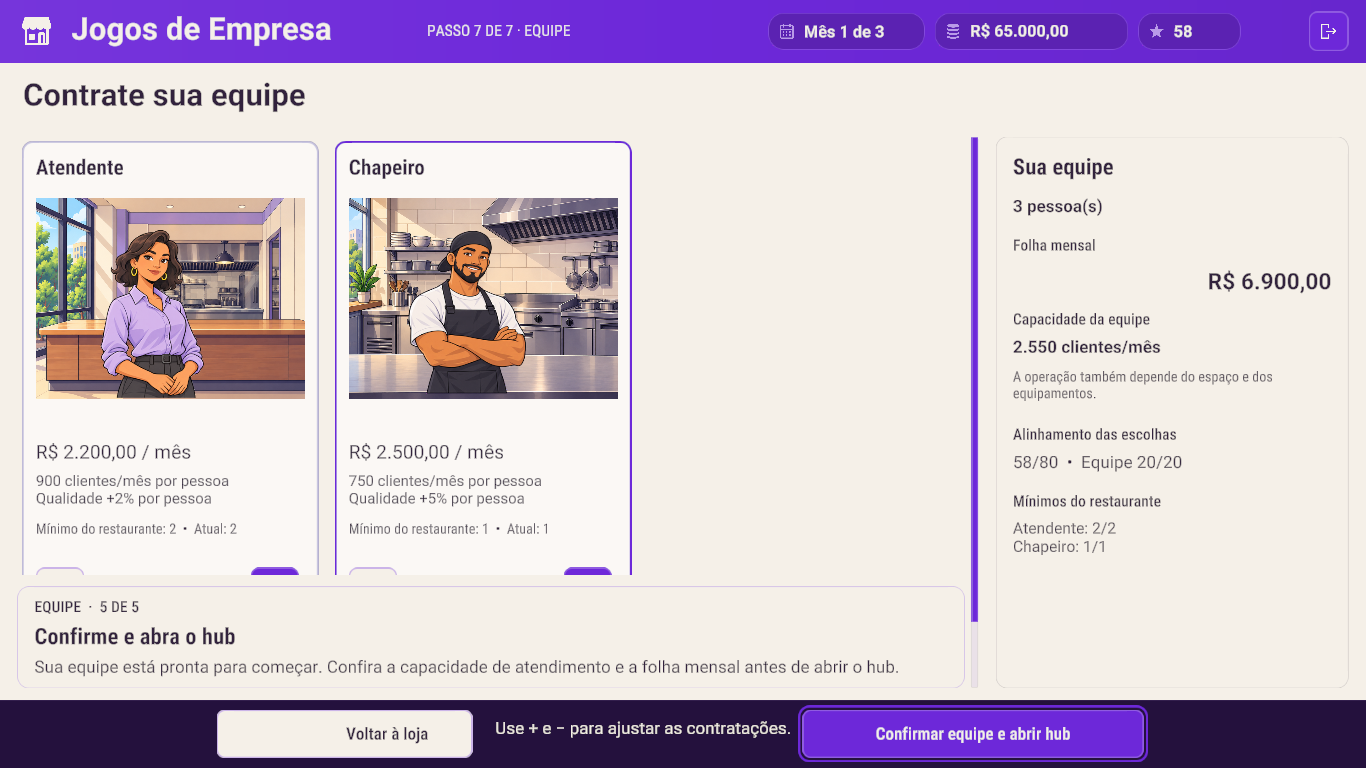 Jogos de Empresa
PASSO 7 DE 7 · EQUIPE
Mês 1 de 3
R$ 65.000,00
58
Contrate sua equipe
Atendente
R$ 2.200,00 / mês
900 clientes/mês por pessoa
Qualidade +2% por pessoa
Mínimo do restaurante: 2 • Atual: 2
Chapeiro
R$ 2.500,00 / mês
750 clientes/mês por pessoa
Qualidade +5% por pessoa
Mínimo do restaurante: 1 • Atual: 1
EQUIPE · 5 DE 5
Confirme e abra o hub
Sua equipe está pronta para começar. Confira a capacidade de atendimento e a folha mensal antes de abrir o hub.
Sua equipe
3 pessoa(s)
Folha mensal
R$ 6.900,00
Capacidade da equipe
2.550 clientes/mês
A operação também depende do espaço e dos
equipamentos.
Alinhamento das escolhas
58/80 • Equipe 20/20
Mínimos do restaurante
Atendente: 2/2
Chapeiro: 1/1
Voltar à loja
Use + e − para ajustar as contratações.
Confirmar equipe e abrir hub